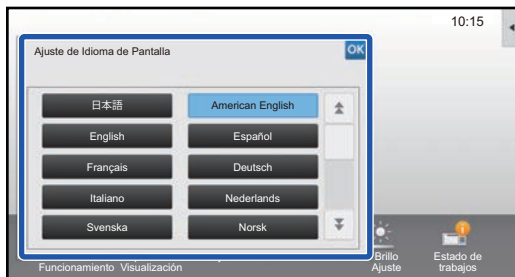 10:15
Ajuste de Idioma de Pantalla
OK
日本語
American English
English
Español
Français
Deutsch
Italiano
Nederlands
Svenska
Norsk
Brillo
Ajuste
Estado de
trabajos
Funcionamiento Visualización